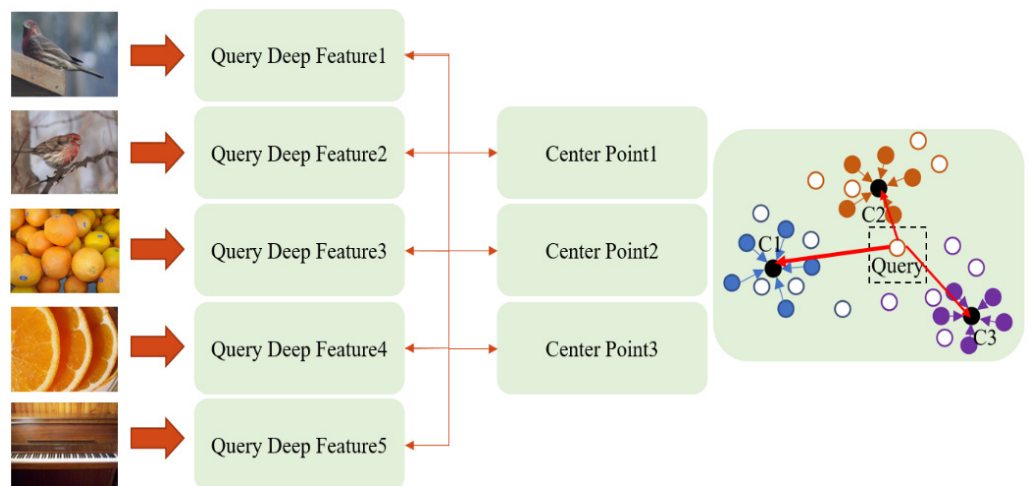 Query Deep Feature1
Query Deep Feature2
Query Deep Feature3
Query Deep Feature4
Query Deep Feature5
Center Point1
Center Point2
Center Point3
C2
C1
Query
C3